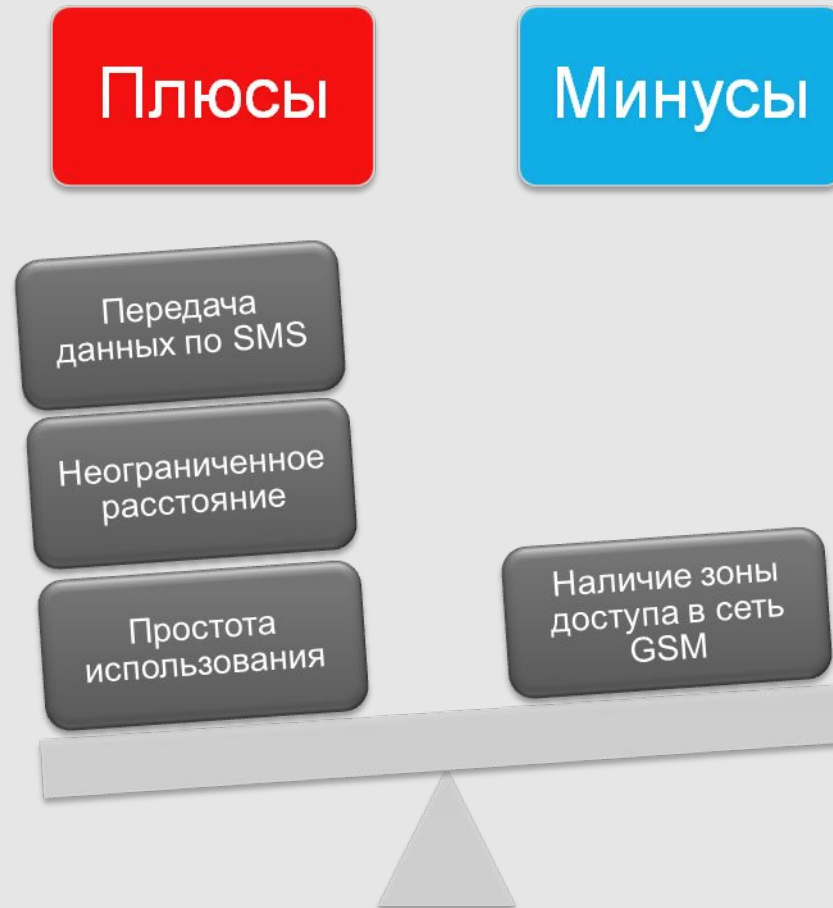 Плюсы
Минусы
Передача
данных по SMS
Неограниченное
расстояние
Простота
использования
Наличие зоны
доступа в сеть
GSM